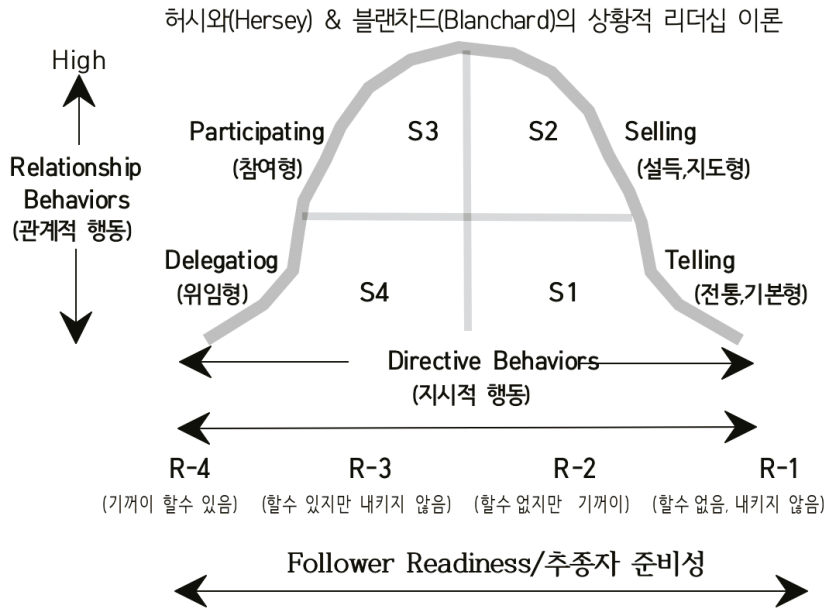 허시와(Hersey) & 블랜차드(Blanchard)의 상황적 리더십 이론
High
Participating
(참여형)
S3
S2
Selling
(설득,지도형)
Relationship
Behaviors
(관계적 행동)
Delegatiog
(위임형)
S4
S1
Telling
(전통,기본형)
Directive Behaviors
(지시적 행동)
R-4
R-3
R-2
R-1
(기꺼이 할수 있음)
(할수 있지만 내키지 않음)
(할수 없지만 기꺼이)
(할수 없음, 내키지 않음)
Follower Readiness/추종자 준비성